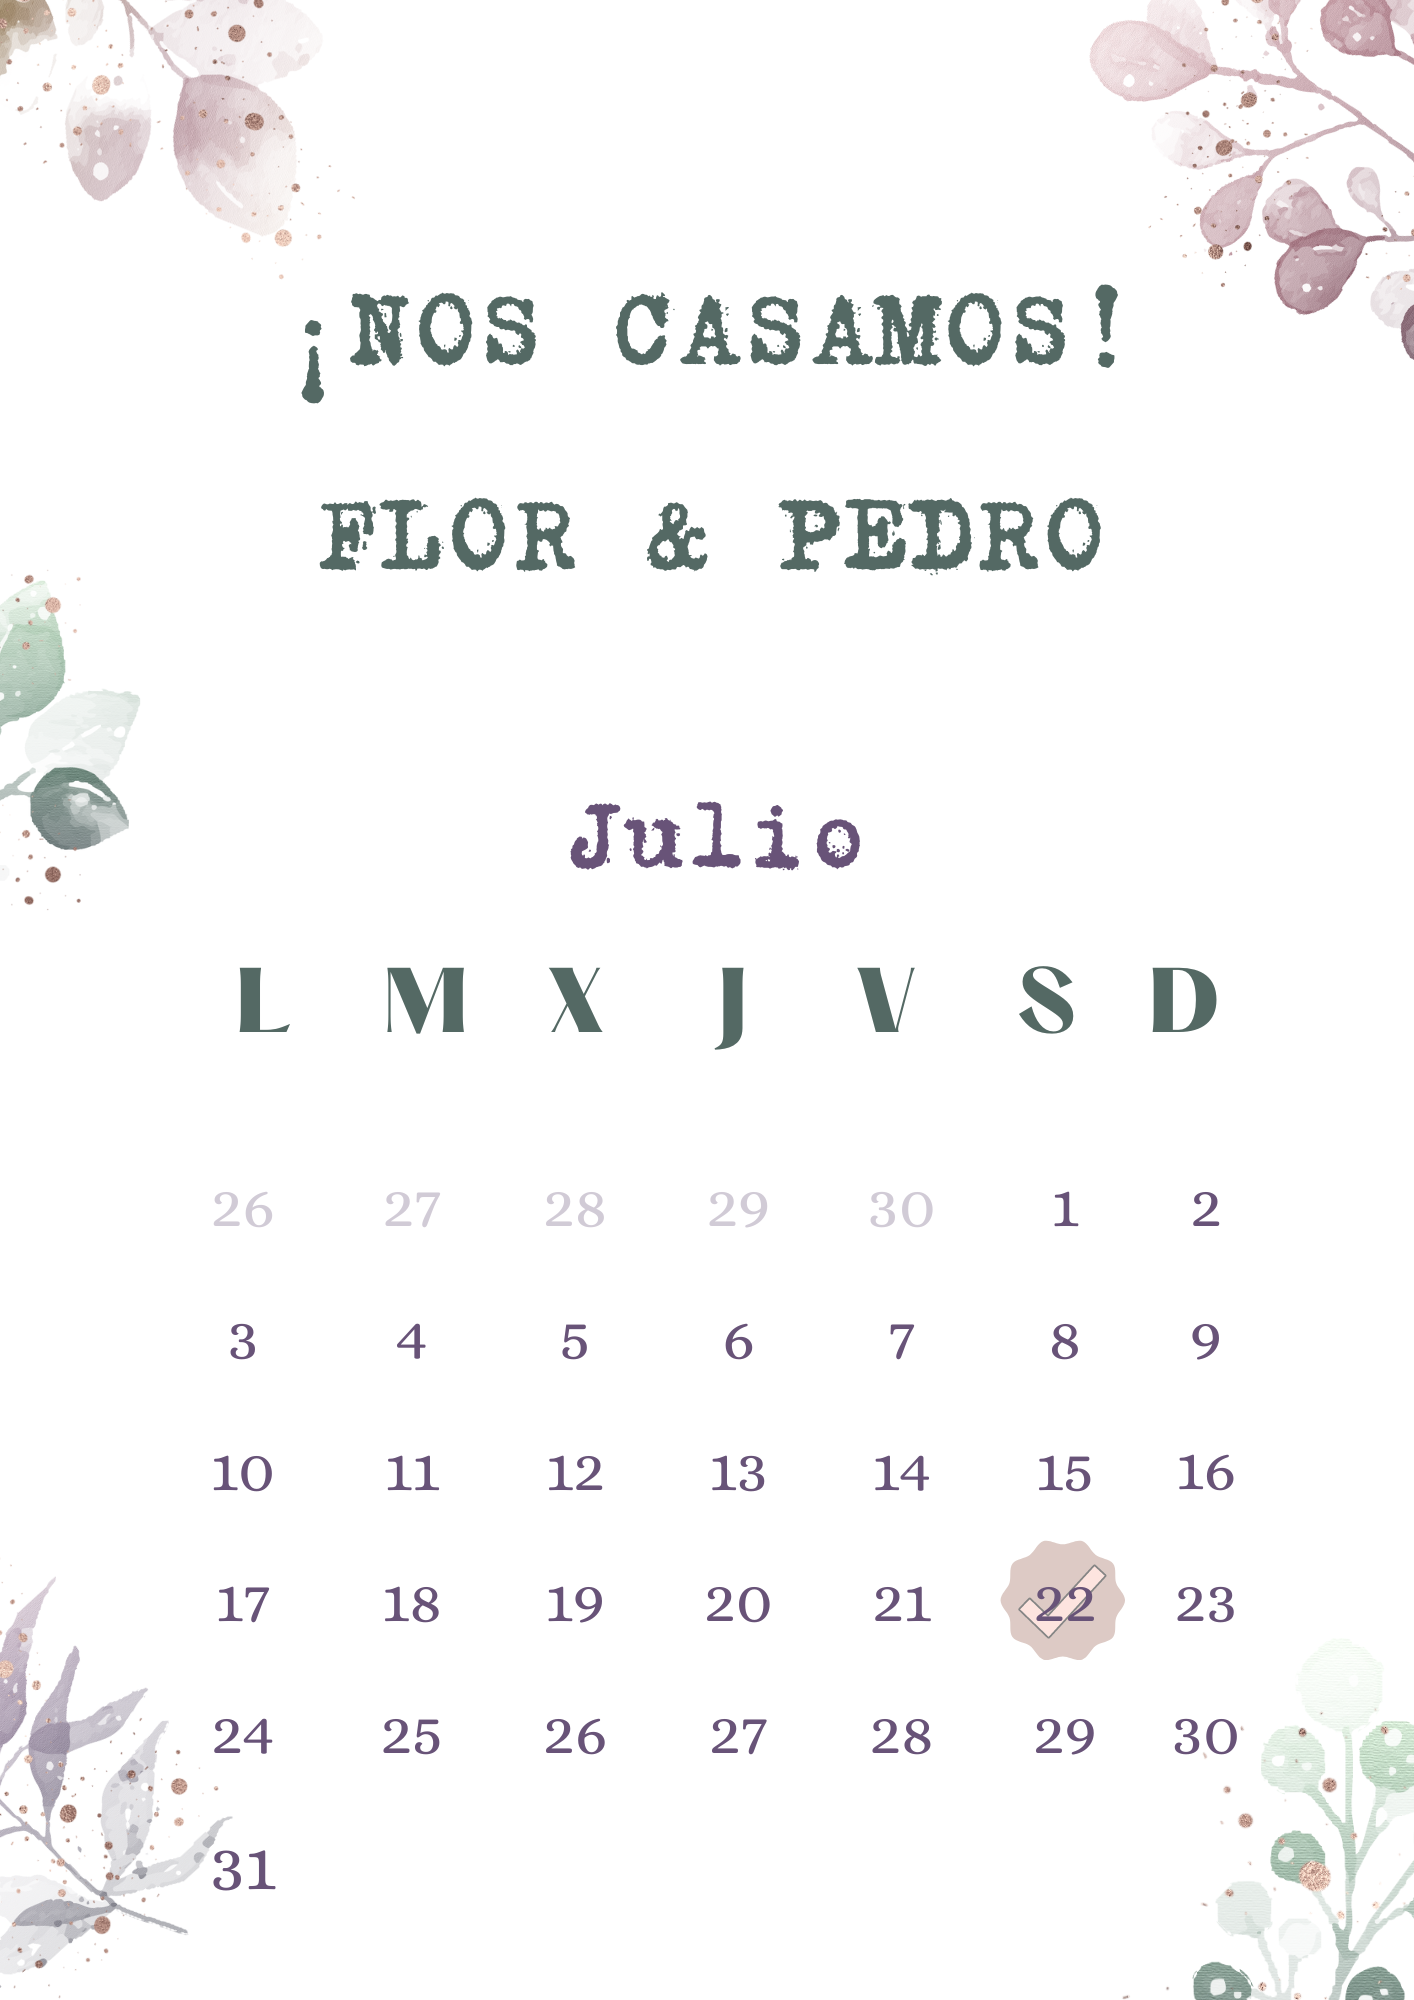 ¡NOS CASAMOS!
FLOR & PEDRO
Julio
L M X J V S D
26 27 28 29 30 1 2
3 4 5 6 7 8 9
10 11 12 13 14 15 16
17 18 19 20 21 22 23
24 25 26 27 28 29 30
31